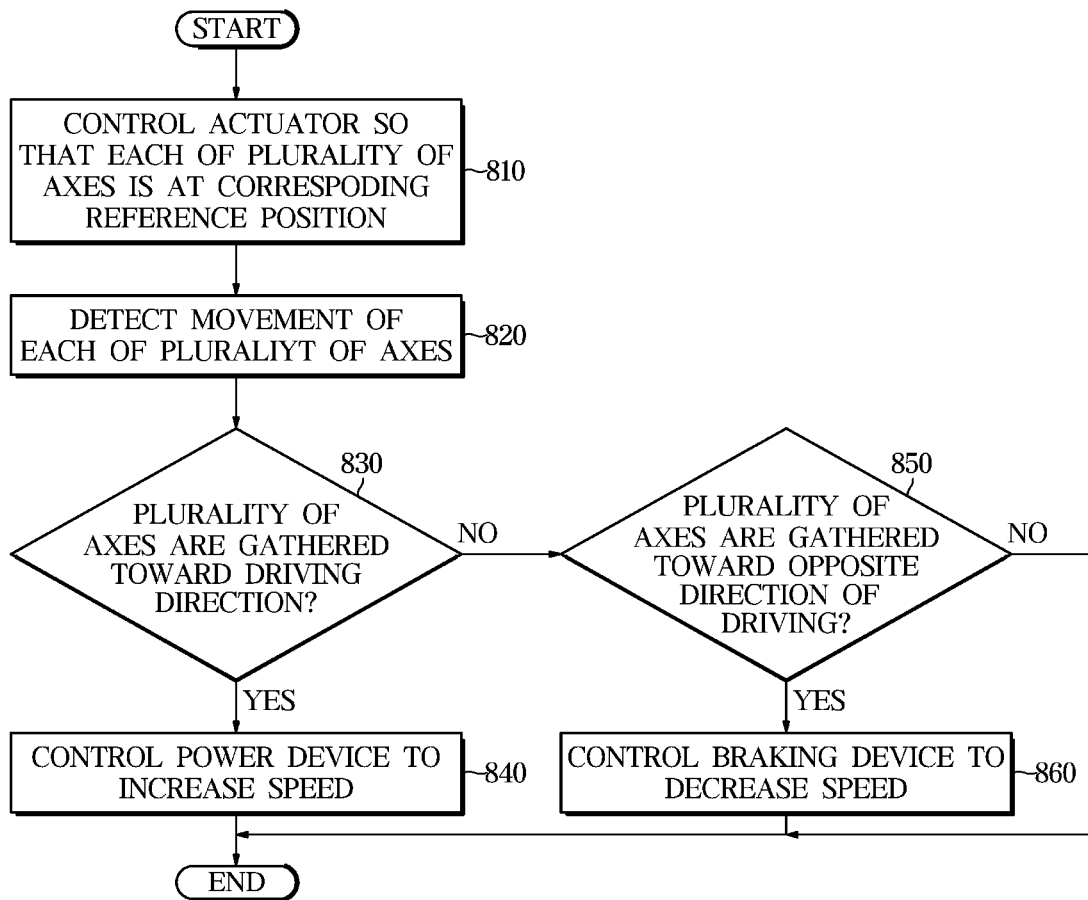 START
CONTROL ACTUATOR SO
THAT EACH OF PLURALITY OF
AXES IS AT CORRESPODING
REFERENCE POSITION
810
DETECT MOVEMENT OF
EACH OF PLURALIYT OF AXES
820
830
PLURALITY OF
AXES ARE GATHERED
TOWARD DRIVING
DIRECTION?
NO
YES
850
PLURALITY OF
AXES ARE GATHERED
TOWARD OPPOSITE
DIRECTION OF
DRIVING?
NO
YES
CONTROL POWER DEVICE TO
INCREASE SPEED
840
CONTROL BRAKING DEVICE TO
DECREASE SPEED
860
END